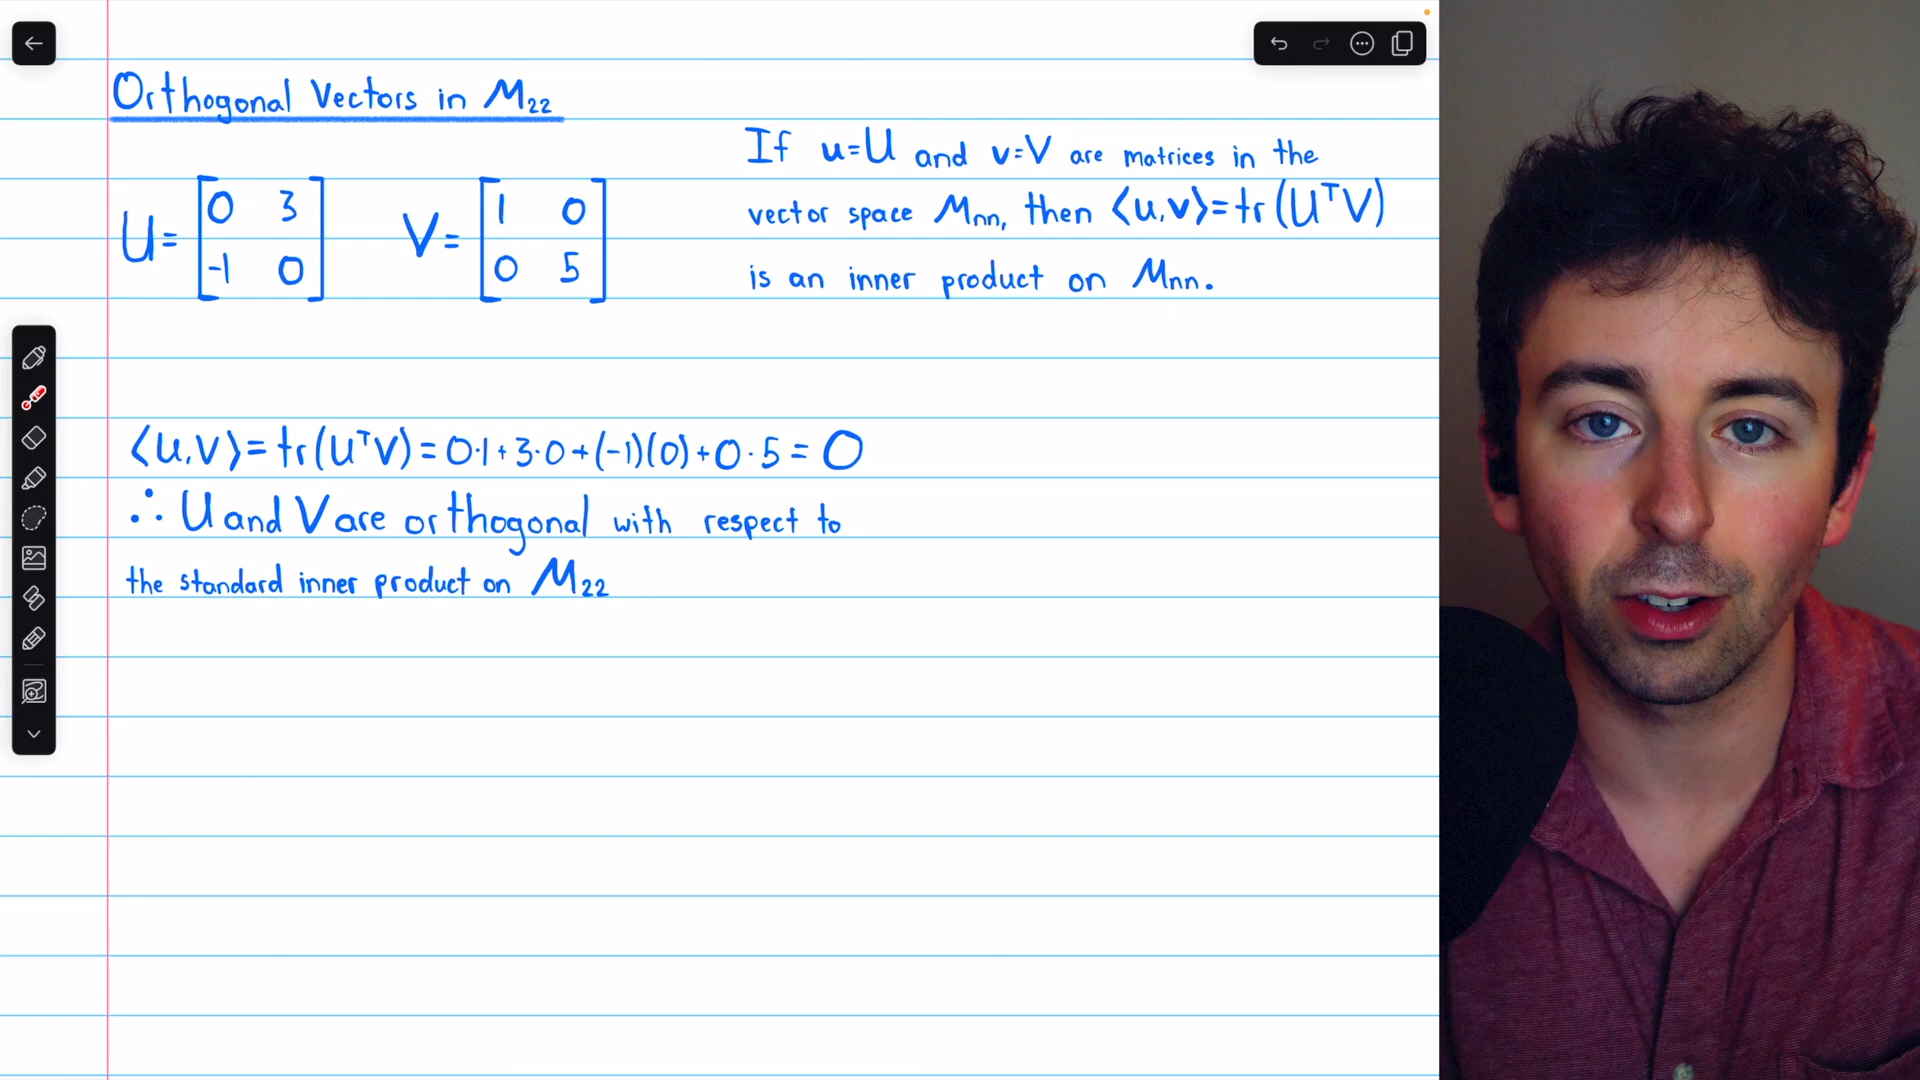 Orthogonal Vectors in M₂₂
U= [0 3
-1 0]
V= [1 0
0 5]
If u=U and v=V are matrices in the
vector space Mₙₙ, then ⟨u,v⟩=tr(UᵀV)
is an inner product on Mₙₙ.
⟨U,V⟩= tr(UᵀV) = 0·1+3·0+(-1)(0)+0·5 = 0
∴ U and V are orthogonal with respect to
the standard inner product on M₂₂